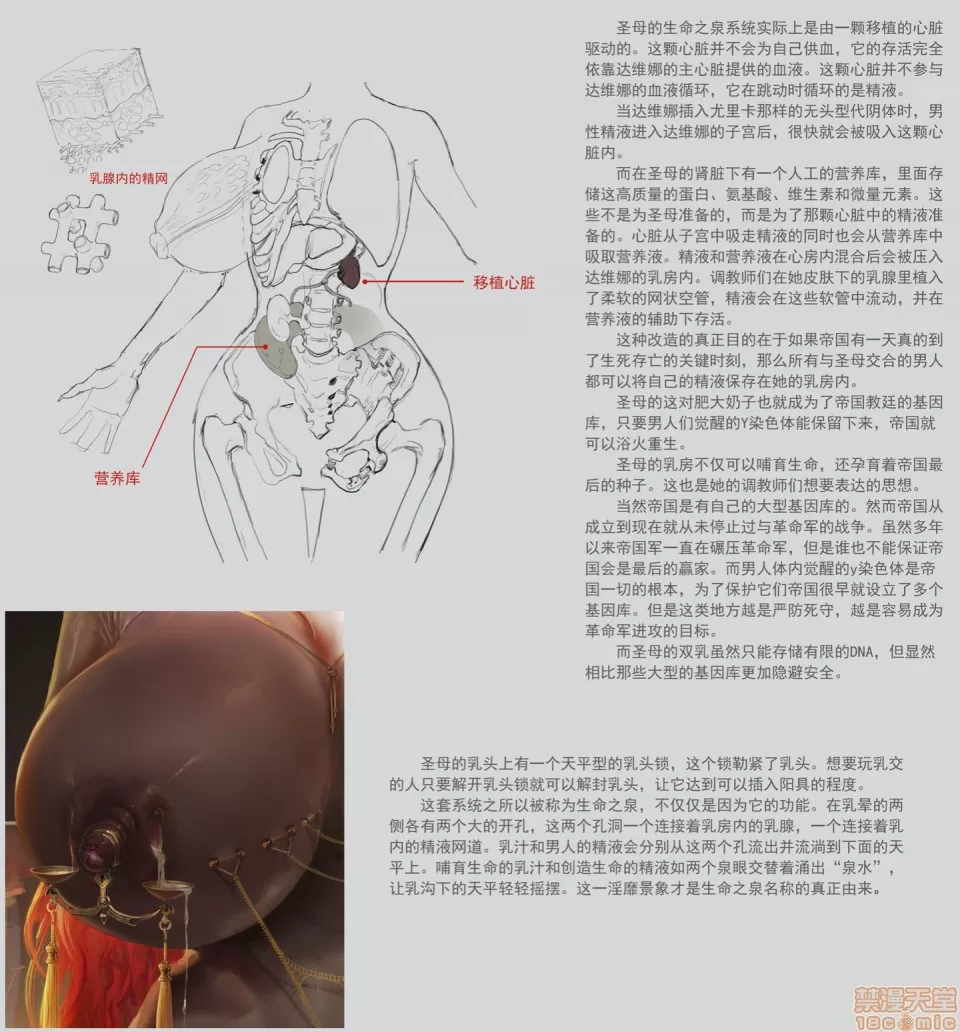 圣母的生命之泉系统实际上是由一颗移植的心脏
驱动的。这颗心脏并不会为自己供血，它的存活完全
依靠达维娜的主心脏提供的血液。这颗心脏并不参与
达维娜的血液循环，它在跳动时循环的是精液。
当达维娜插入尤里卡那样的无头型代阴体时，男
性精液进入达维娜的子宫后，很快就会被吸入这颗心
脏内。
而在圣母的肾脏下有一个人工的营养库，里面存
储这高质量的蛋白、氨基酸、维生素和微量元素。这
些不是为圣母准备的，而是为了那颗心脏中的精液准
备的。心脏从子宫中吸走精液的同时也会从营养库中
吸取营养液。精液和营养液在心房内混合后会被压入
达维娜的乳房内。调教师们在她皮肤下的乳腺里植入
了柔软的网状空管，精液会在这些软管中流动，并在
营养液的辅助下存活。
这种改造的真正目的在于如果帝国有一天真的到
了生死存亡的关键时刻，那么所有与圣母交合的男人
都可以将自己的精液保存在她的乳房内。
圣母的这对肥大奶子也就成为了帝国教廷的基因
库，只要男人们觉醒的Y染色体能保留下来，帝国就
可以浴火重生。
圣母的乳房不仅可以哺育生命，还孕育着帝国最
后的种子。这也是她的调教师们想要表达的思想。
当然帝国是有自己的大型基因库的。然而帝国从
成立到现在就从未停止过与革命军的战争。虽然多年
以来帝国军一直在碾压革命军，但是谁也不能保证帝
国会是最后的赢家。而男人体内觉醒的y染色体是帝
国一切的根本，为了保护它们帝国很早就设立了多个
基因库。但是这类地方越是严防死守，越是容易成为
革命军进攻的目标。
而圣母的双乳虽然只能存储有限的DNA，但显然
相比那些大型的基因库更加隐避安全。
乳腺内的精网
移植心脏
营养库
圣母的乳头上有一个天平型的乳头锁，这个锁勒紧了乳头。想要玩乳交
的人只要解开乳头锁就可以解封乳头，让它达到可以插入阳具的程度。
这套系统之所以被称为生命之泉，不仅仅是因为它的功能。在乳晕的两
侧各有两个大的开孔，这两个孔洞一个连接着乳房内的乳腺，一个连接着乳
内的精液网道。乳汁和男人的精液会分别从这两个孔流出并流淌到下面的天
平上。哺育生命的乳汁和创造生命的精液如两个泉眼交替着涌出“泉水”，
让乳沟下的天平轻轻摇摆。这一淫靡景象才是生命之泉名称的真正由来。
禁漫天堂
18comic